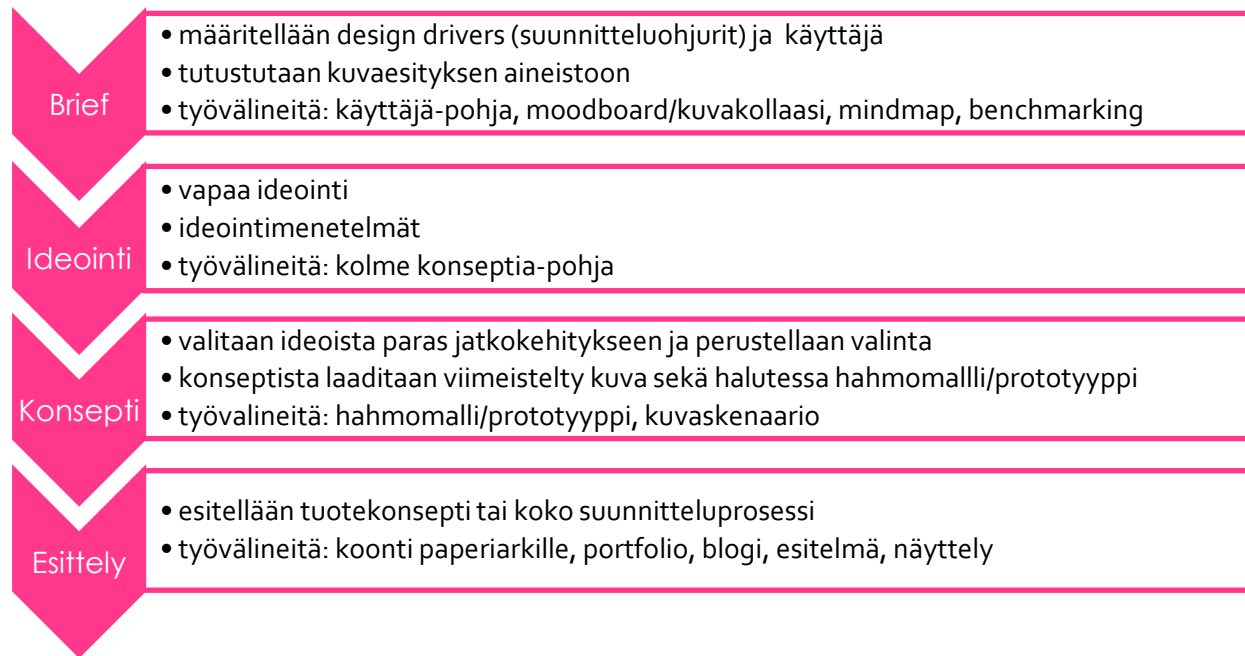 Brief
• määritellään design drivers (suunnitteluohjurit) ja käyttäjä
• tutustutaan kuvaesityksen aineistoon
• työvälineitä: käyttäjä-pohja, moodboard/kuvakollaasi, mindmap, benchmarking
Ideointi
• vapaa ideointi
• ideointimenetelmät
• työvälineitä: kolme konseptia-pohja
Konsepti
• valitaan ideoista paras jatkokehitykseen ja perustellaan valinta
• konseptista laaditaan viimeistelty kuva sekä halutessa hahmomallli/prototyyppi
• työvalineitä: hahmomalli/prototyyppi, kuvaskenaario
Esittely
• esitellään tuotekonsepti tai koko suunnitteluprosessi
• työvälineitä: koonti paperiarkille, portfolio, blogi, esitelmä, näyttely